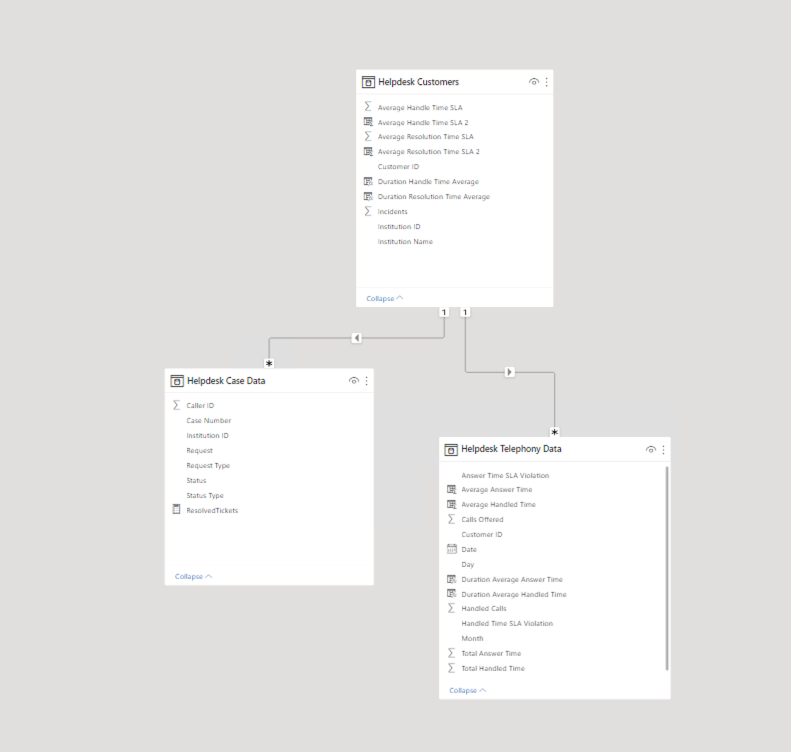 Helpdesk Customers
Average Handle Time SLA
Average Handle Time SLA 2
Average Resolution Time SLA
Average Resolution Time SLA 2
Customer ID
Duration Handle Time Average
Duration Resolution Time Average
Incidents
Institution ID
Institution Name
Collapse
1 1
*
Helpdesk Case Data
Caller ID
Case Number
Institution ID
Request
Request Type
Status
Status Type
ResolvedTickets
Collapse
*
Helpdesk Telephony Data
Answer Time SLA Violation
Average Answer Time
Average Handled Time
Calls Offered
Customer ID
Date
Day
Duration Average Answer Time
Duration Average Handled Time
Handled Calls
Handled Time SLA Violation
Month
Total Answer Time
Total Handled Time
Collapse